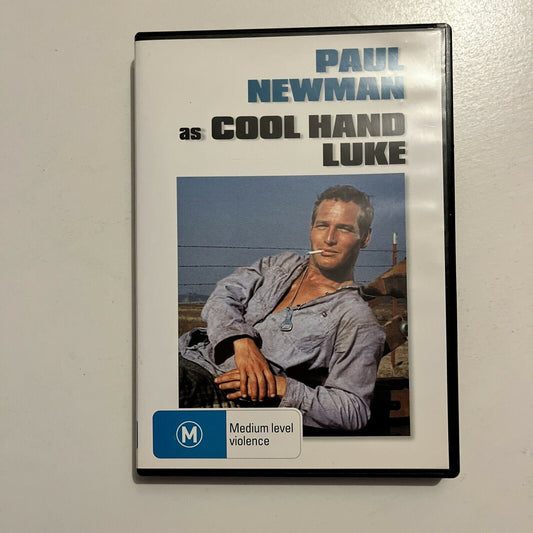 PAUL
NEWMAN
as COOL HAND
LUKE
M
Medium level
violence